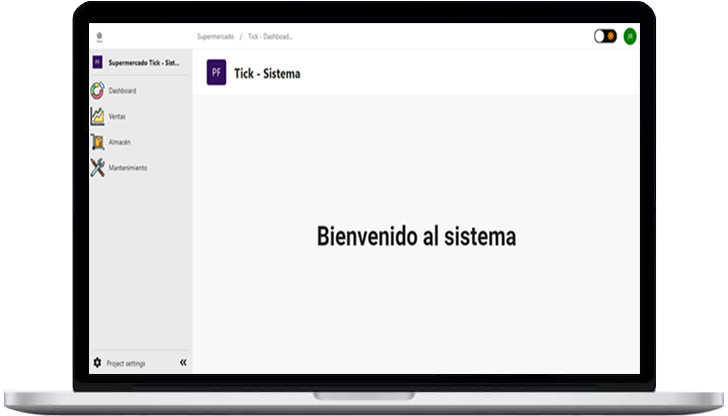 Supermercado / Tick - Dashboad...
JR
PF Supermercado Tick - Sist...
PF Tick - Sistema
Dashboard
Ventas
Almacén
Mantenimiento
Bienvenido al sistema
Project settings